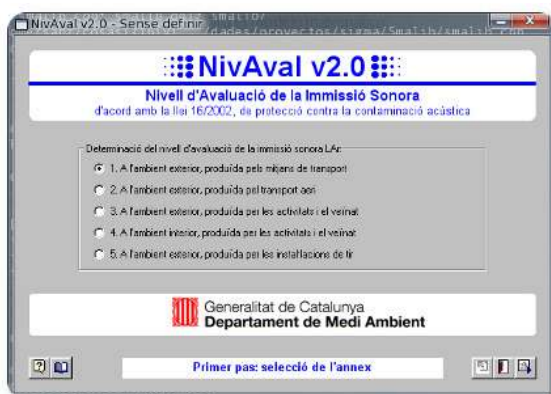 NivAval v2.0 - Sense definir
NivAval v2.0
Nivell d'Avaluació de la Immissió Sonora
d'acord amb la llei 16/2002, de protecció contra la contaminació acústica
Determinació del nivell d'avaluació de la immissió sonora LAr:
1. A l'ambient exterior, produïda pels mitjans de transport
2. A l'ambient exterior, produïda pel transport aeri
3. A l'ambient exterior, produïda per les activitats i el veïnat
4. A l'ambient interior, produïda per les activitats i el veïnat
5. A l'ambient exterior, produïda per les instal·lacions de tir
Generalitat de Catalunya
Departament de Medi Ambient
Primer pas: selecció de l'annex